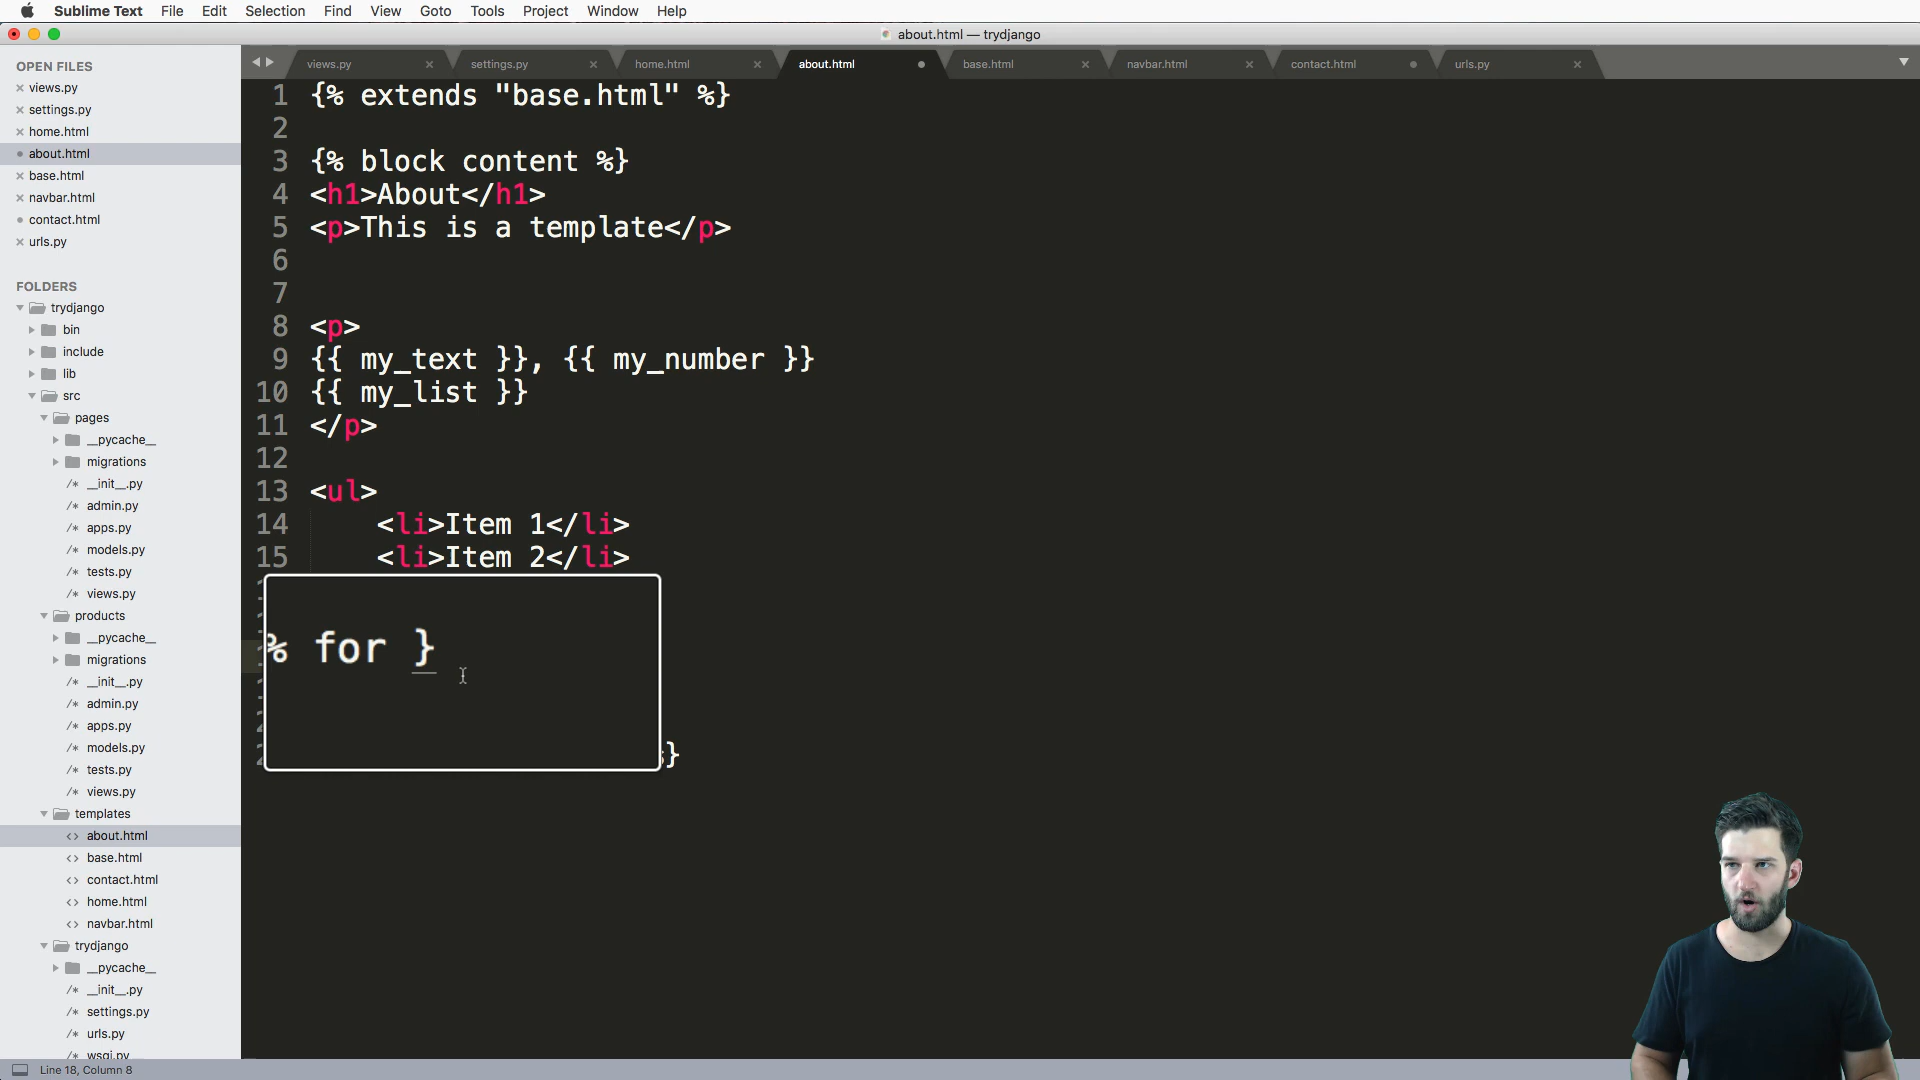 Sublime Text File Edit Selection Find View Goto Tools Project Window Help
about.html — trydjango
OPEN FILES
views.py
settings.py
home.html
about.html
base.html
navbar.html
contact.html
urls.py
FOLDERS
trydjango
bin
include
lib
src
pages
__pycache__
migrations
__init__.py
admin.py
apps.py
models.py
tests.py
views.py
products
__pycache__
migrations
__init__.py
admin.py
apps.py
models.py
tests.py
views.py
templates
about.html
base.html
contact.html
home.html
navbar.html
trydjango
__pycache__
__init__.py
settings.py
urls.py
wsgi.py
views.py settings.py home.html about.html base.html navbar.html contact.html urls.py
1 {% extends "base.html" %}
2
3 {% block content %}
4 <h1>About</h1>
5 <p>This is a template</p>
6
7
8 <p>
9 {{ my_text }}, {{ my_number }}
10 {{ my_list }}
11 </p>
12
13 <ul>
14 <li>Item 1</li>
15 <li>Item 2</li>
% for }
}
Line 18, Column 8